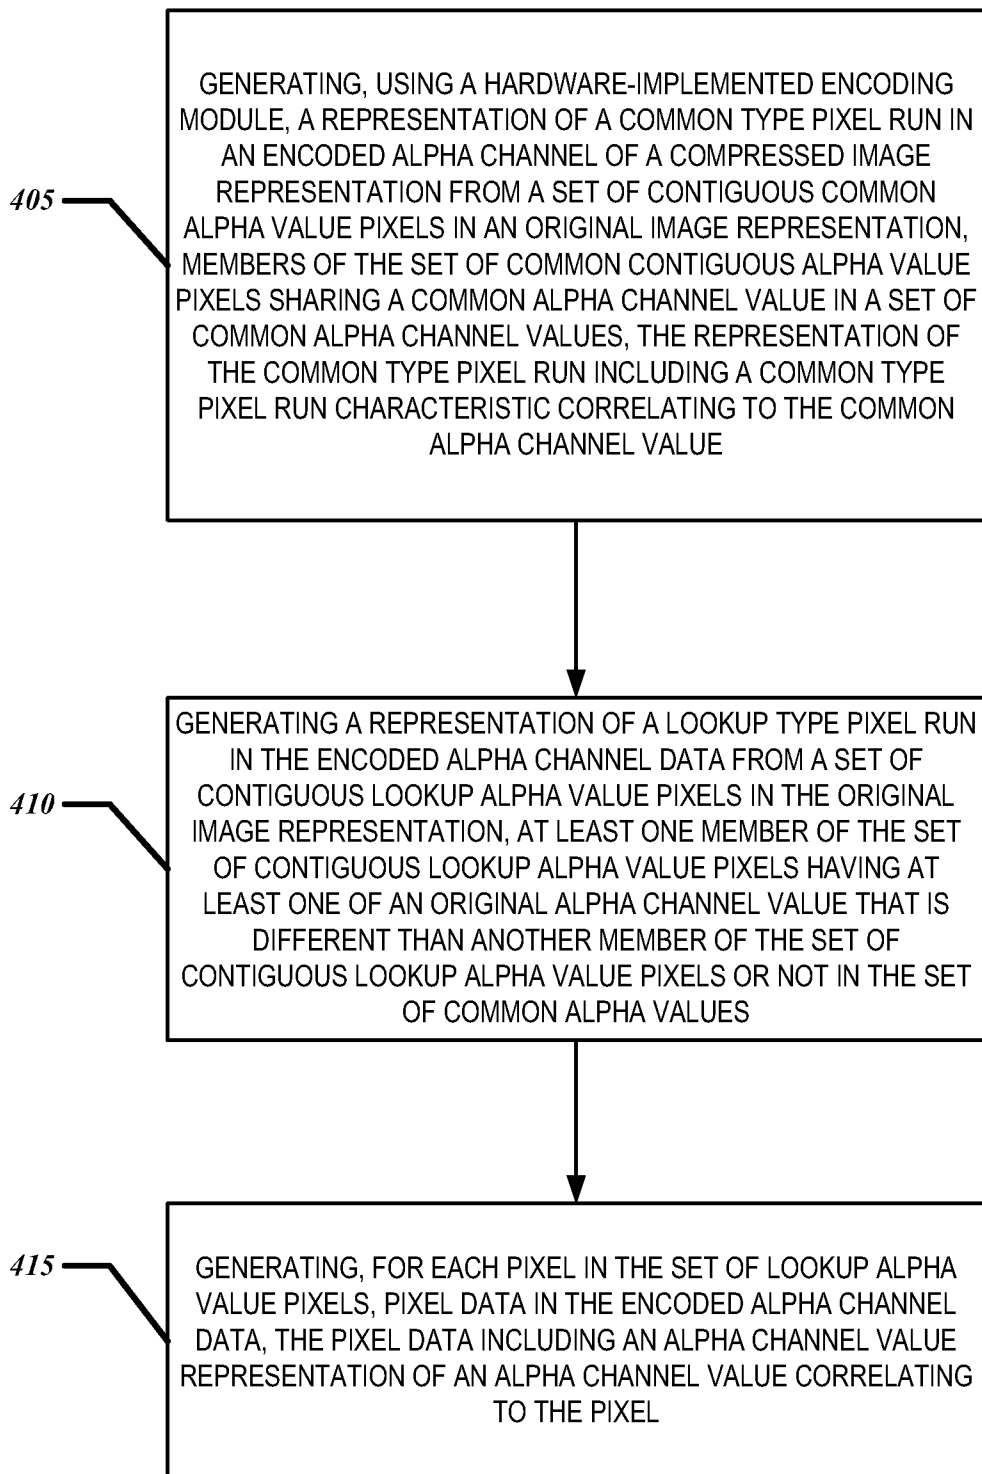 GENERATING, USING A HARDWARE-IMPLEMENTED ENCODING
MODULE, A REPRESENTATION OF A COMMON TYPE PIXEL RUN IN
AN ENCODED ALPHA CHANNEL OF A COMPRESSED IMAGE
REPRESENTATION FROM A SET OF CONTIGUOUS COMMON
ALPHA VALUE PIXELS IN AN ORIGINAL IMAGE REPRESENTATION,
MEMBERS OF THE SET OF COMMON CONTIGUOUS ALPHA VALUE
PIXELS SHARING A COMMON ALPHA CHANNEL VALUE IN A SET OF
COMMON ALPHA CHANNEL VALUES, THE REPRESENTATION OF
THE COMMON TYPE PIXEL RUN INCLUDING A COMMON TYPE
PIXEL RUN CHARACTERISTIC CORRELATING TO THE COMMON
ALPHA CHANNEL VALUE
405
GENERATING A REPRESENTATION OF A LOOKUP TYPE PIXEL RUN
IN THE ENCODED ALPHA CHANNEL DATA FROM A SET OF
CONTIGUOUS LOOKUP ALPHA VALUE PIXELS IN THE ORIGINAL
IMAGE REPRESENTATION, AT LEAST ONE MEMBER OF THE SET
OF CONTIGUOUS LOOKUP ALPHA VALUE PIXELS HAVING AT
LEAST ONE OF AN ORIGINAL ALPHA CHANNEL VALUE THAT IS
DIFFERENT THAN ANOTHER MEMBER OF THE SET OF
CONTIGUOUS LOOKUP ALPHA VALUE PIXELS OR NOT IN THE SET
OF COMMON ALPHA VALUES
410
GENERATING, FOR EACH PIXEL IN THE SET OF LOOKUP ALPHA
VALUE PIXELS, PIXEL DATA IN THE ENCODED ALPHA CHANNEL
DATA, THE PIXEL DATA INCLUDING AN ALPHA CHANNEL VALUE
REPRESENTATION OF AN ALPHA CHANNEL VALUE CORRELATING
TO THE PIXEL
415